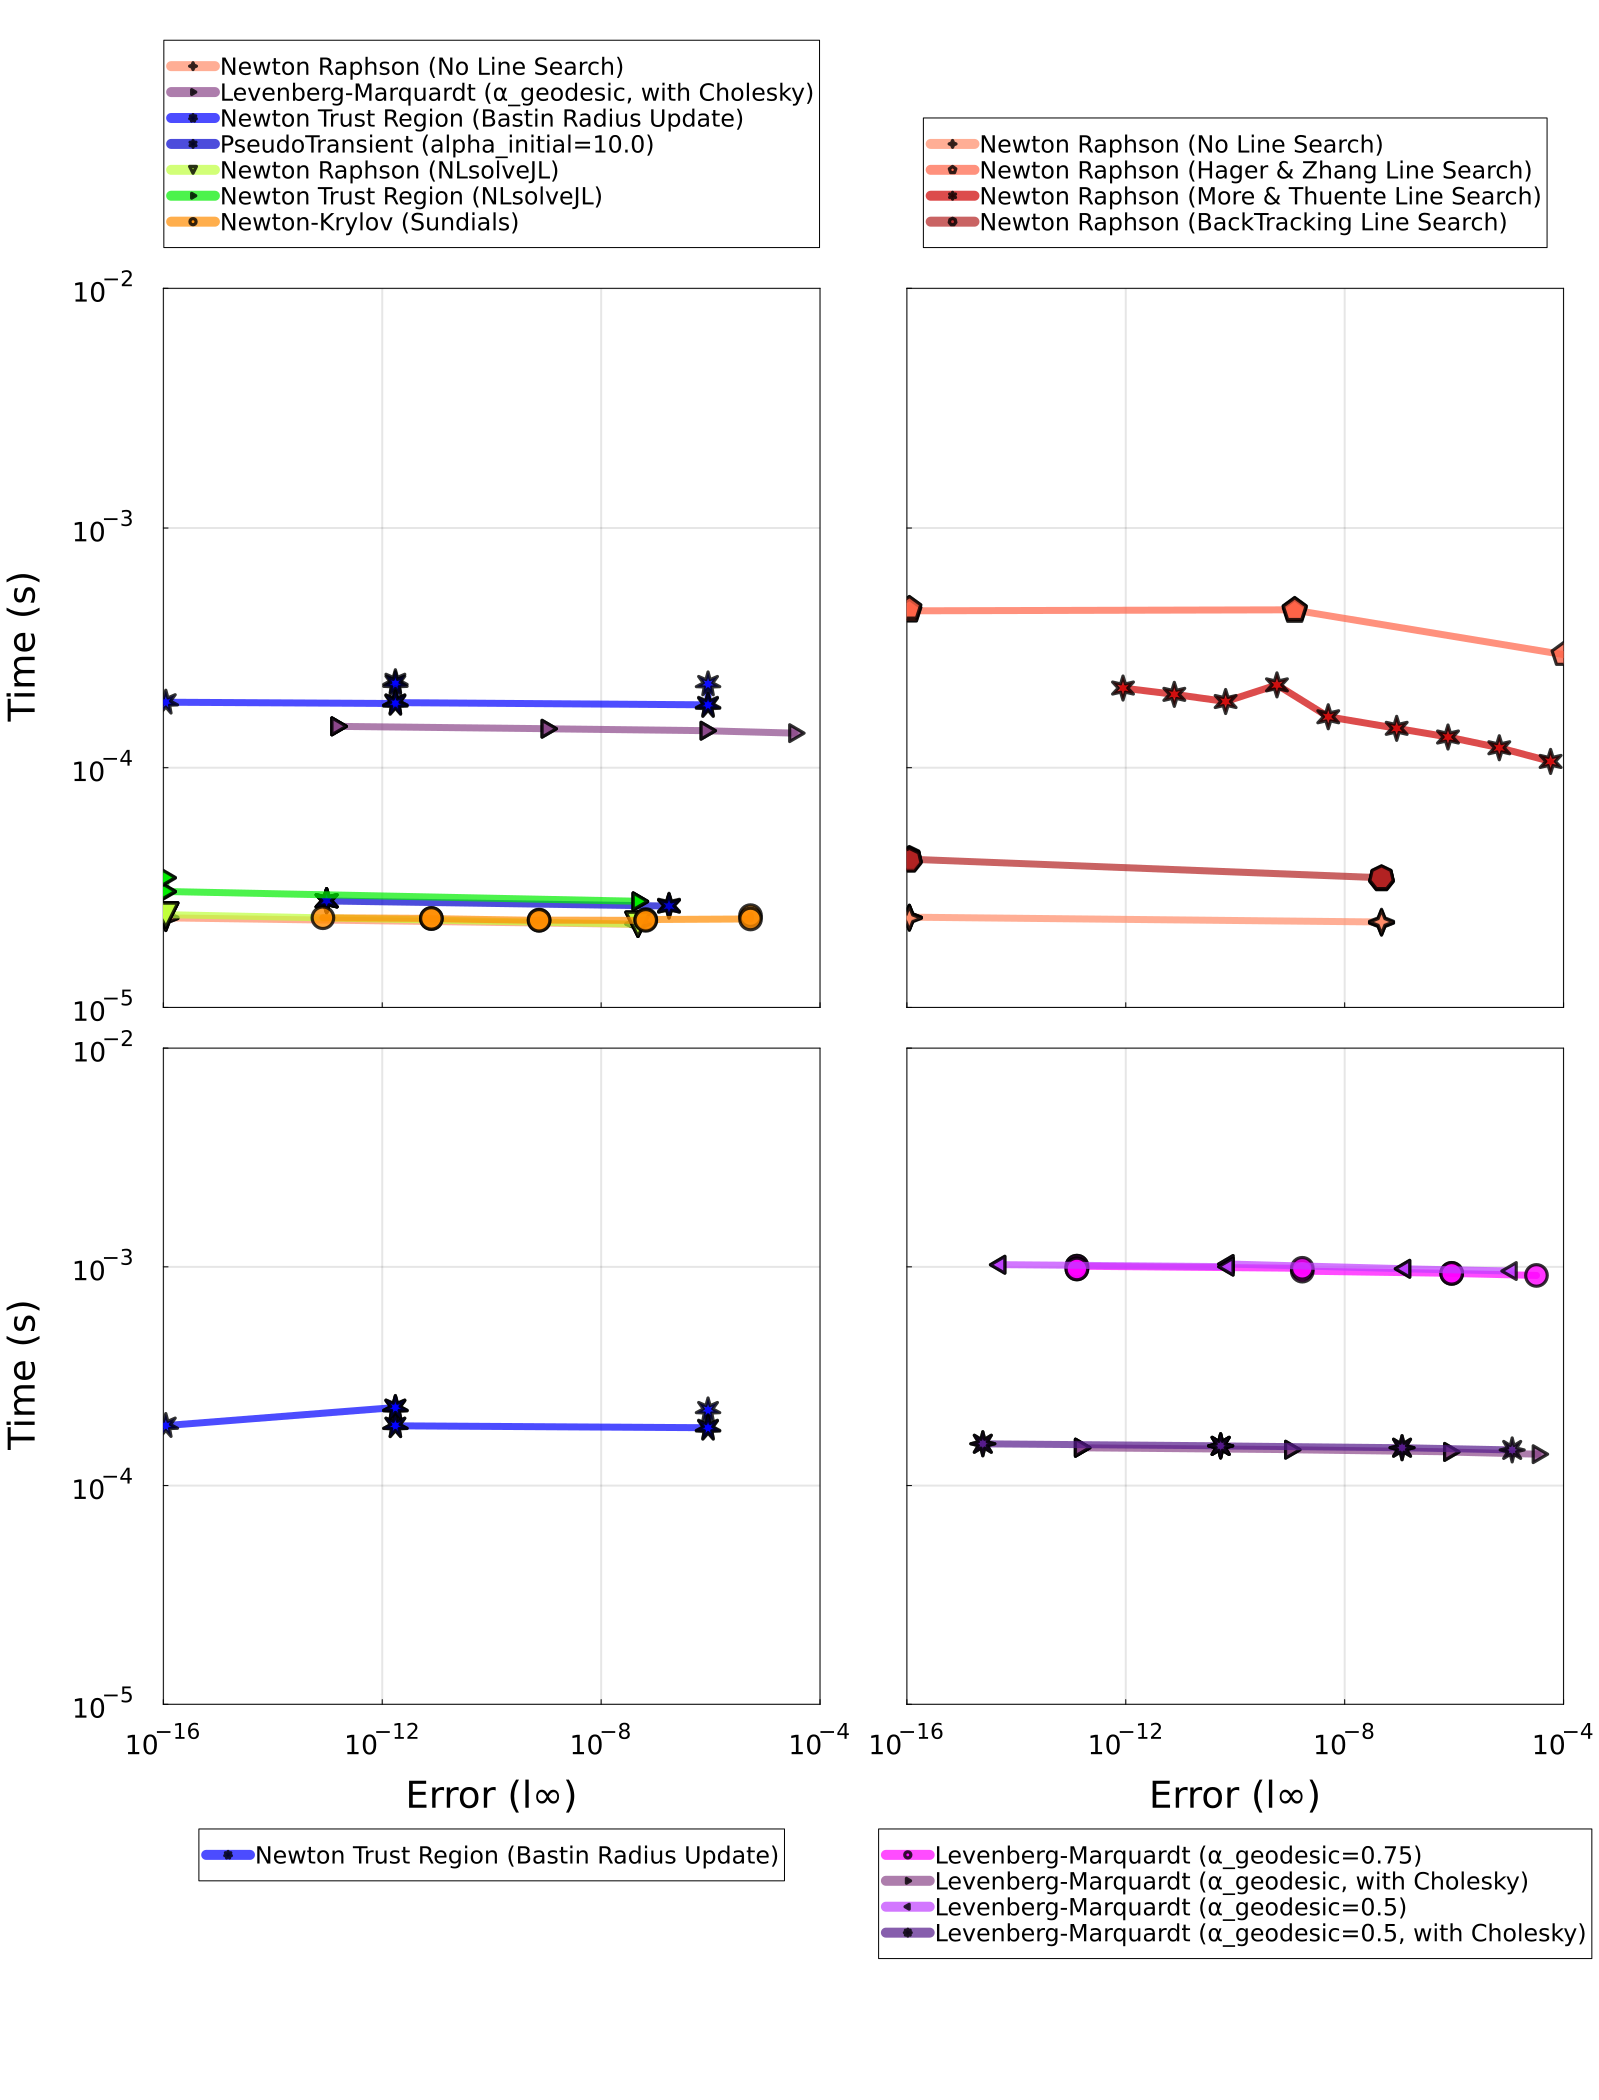 Newton Raphson (No Line Search)
Levenberg-Marquardt (α_geodesic, with Cholesky)
Newton Trust Region (Bastin Radius Update)
PseudoTransient (alpha_initial=10.0)
Newton Raphson (NLsolveJL)
Newton Trust Region (NLsolveJL)
Newton-Krylov (Sundials)
Newton Raphson (No Line Search)
Newton Raphson (Hager & Zhang Line Search)
Newton Raphson (More & Thuente Line Search)
Newton Raphson (BackTracking Line Search)
Time (s)
10⁻²
10⁻³
10⁻⁴
10⁻⁵
Time (s)
10⁻²
10⁻³
10⁻⁴
10⁻⁵
10⁻¹⁶ 10⁻¹² 10⁻⁸ 10⁻⁴
Error (l∞)
10⁻¹⁶ 10⁻¹² 10⁻⁸ 10⁻⁴
Error (l∞)
Newton Trust Region (Bastin Radius Update)
Levenberg-Marquardt (α_geodesic=0.75)
Levenberg-Marquardt (α_geodesic, with Cholesky)
Levenberg-Marquardt (α_geodesic=0.5)
Levenberg-Marquardt (α_geodesic=0.5, with Cholesky)